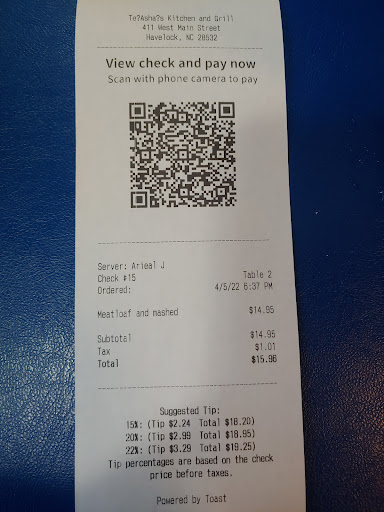 Te?Asha?s Kitchen and Grill
411 West Main Street
Havelock, NC 28532
View check and pay now
Scan with phone camera to pay
Server: Arieal J
Check #15 Table 2
Ordered: 4/5/22 6:37 PM
Meatloaf and mashed $14.95
Subtotal $14.95
Tax $1.01
Total $15.96
Suggested Tip:
15%: (Tip $2.24 Total $18.20)
20%: (Tip $2.99 Total $18.95)
22%: (Tip $3.29 Total $19.25)
Tip percentages are based on the check
price before taxes.
Powered by Toast